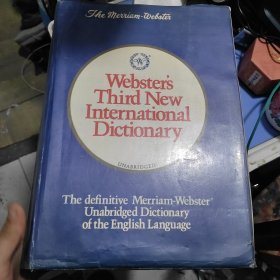 The Merriam-Webster
Webster's
Third New
International
Dictionary
UNABRIDGED
The definitive Merriam-Webster®
Unabridged Dictionary
of the English Language